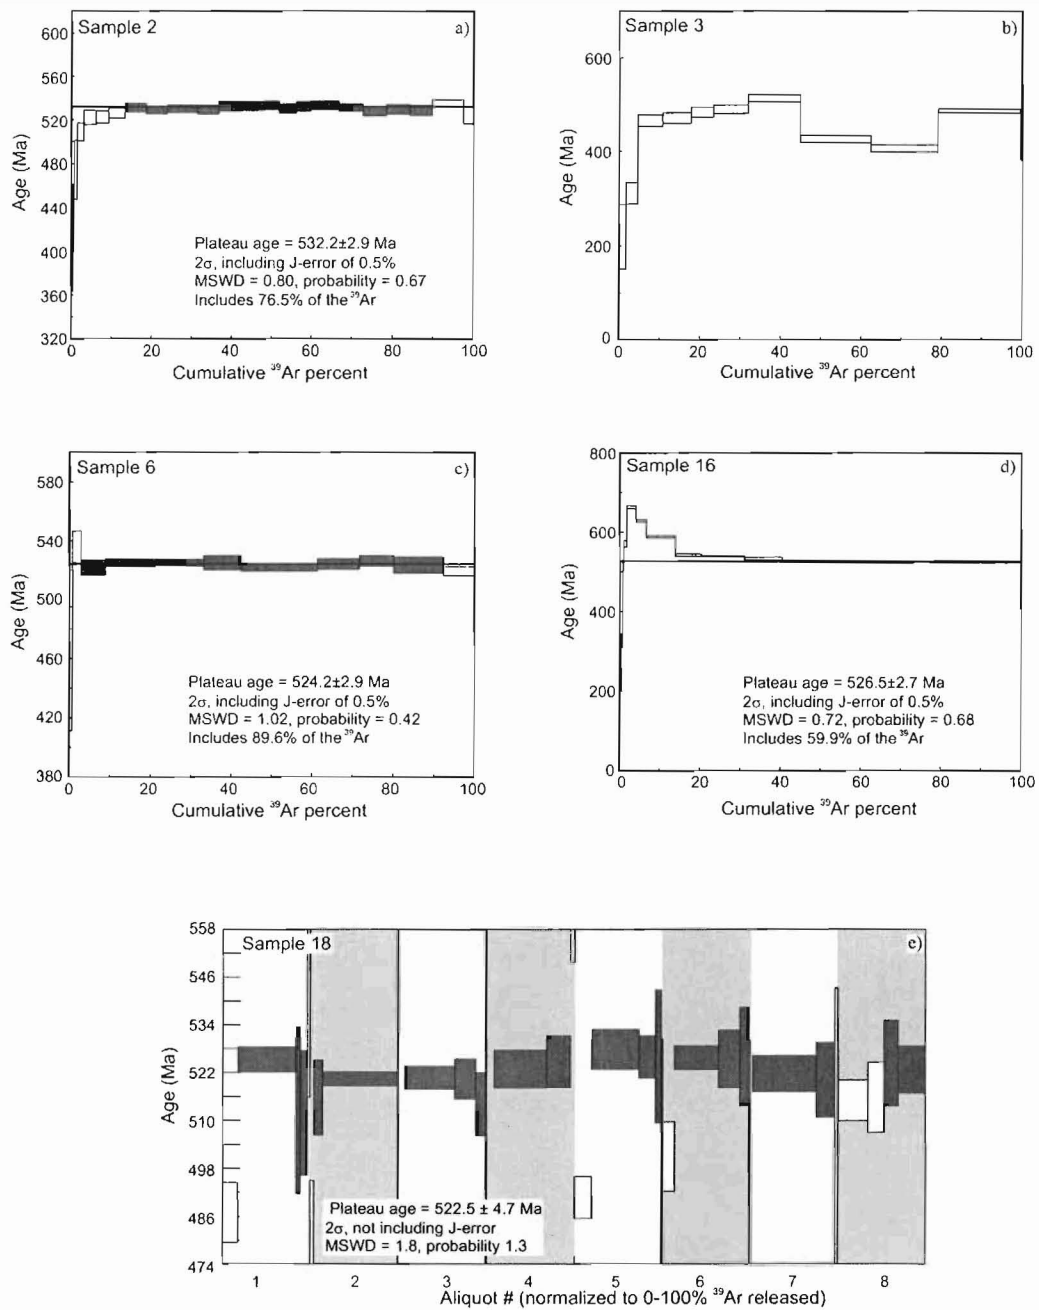 Sample 2
a)
600
560
520
480
440
400
360
320
Age (Ma)
Plateau age = 532.2±2.9 Ma
2σ, including J-error of 0.5%
MSWD = 0.80, probability = 0.67
Includes 76.5% of the ³⁹Ar
0 20 40 60 80 100
Cumulative ³⁹Ar percent
Sample 3
b)
600
400
200
0
Age (Ma)
0 20 40 60 80 100
Cumulative ³⁹Ar percent
Sample 6
c)
580
540
500
460
420
380
Age (Ma)
Plateau age = 524.2±2.9 Ma
2σ, including J-error of 0.5%
MSWD = 1.02, probability = 0.42
Includes 89.6% of the ³⁹Ar
0 20 40 60 80 100
Cumulative ³⁹Ar percent
Sample 16
d)
800
600
400
200
0
Age (Ma)
Plateau age = 526.5±2.7 Ma
2σ, including J-error of 0.5%
MSWD = 0.72, probability = 0.68
Includes 59.9% of the ³⁹Ar
0 20 40 60 80 100
Cumulative ³⁹Ar percent
Sample 18
e)
558
546
534
522
510
498
486
474
Age (Ma)
Plateau age = 522.5 ± 4.7 Ma
2σ, not including J-error
MSWD = 1.8, probability 1.3
1 2 3 4 5 6 7 8
Aliquot # (normalized to 0-100% ³⁹Ar released)